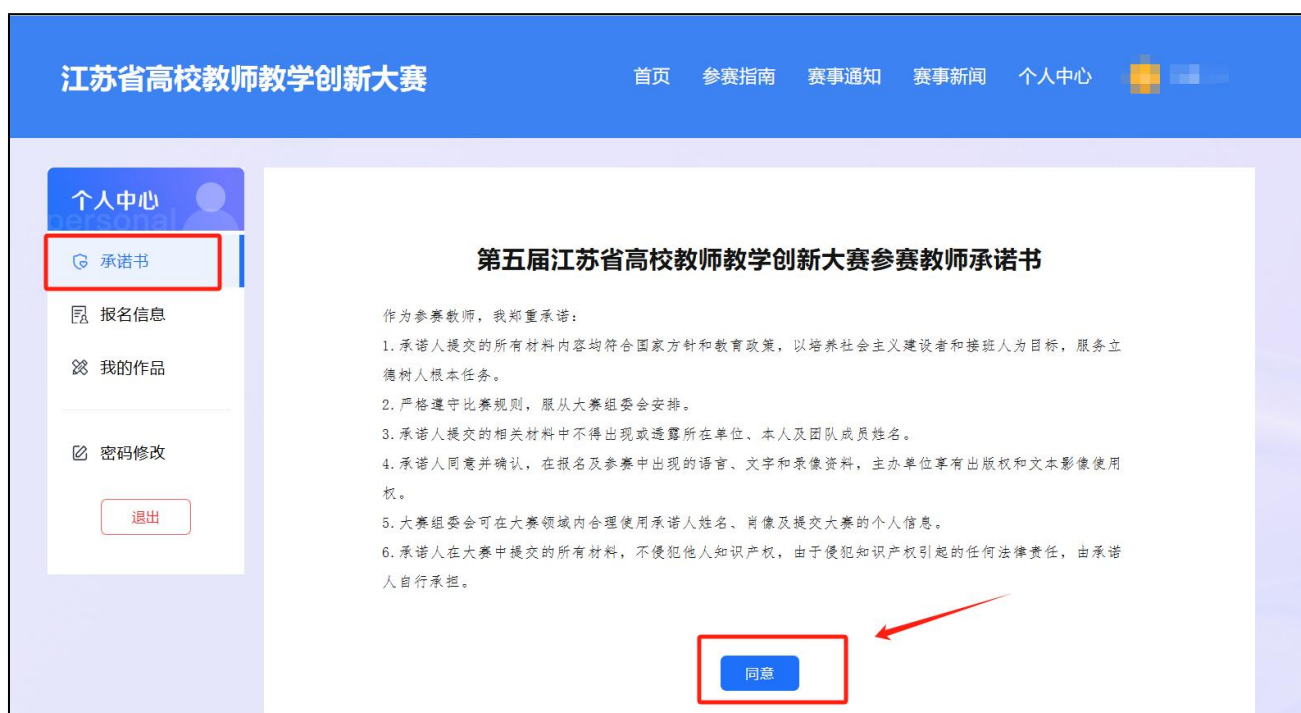 江苏省高校教师教学创新大赛
首页 参赛指南 赛事通知 赛事新闻 个人中心
个人中心
personal
承诺书
报名信息
我的作品
密码修改
退出
第五届江苏省高校教师教学创新大赛参赛教师承诺书
作为参赛教师，我郑重承诺：
1.承诺人提交的所有材料内容均符合国家方针和教育政策，以培养社会主义建设者和接班人为目标，服务立
德树人根本任务。
2.严格遵守比赛规则，服从大赛组委会安排。
3.承诺人提交的相关材料中不得出现或透露所在单位、本人及团队成员姓名。
4.承诺人同意并确认，在报名及参赛中出现的语言、文字和录像资料，主办单位享有出版权和文本影像使用
权。
5.大赛组委会可在大赛领域内合理使用承诺人姓名、肖像及提交大赛的个人信息。
6.承诺人在大赛中提交的所有材料，不侵犯他人知识产权，由于侵犯知识产权引起的任何法律责任，由承诺
人自行承担。
同意